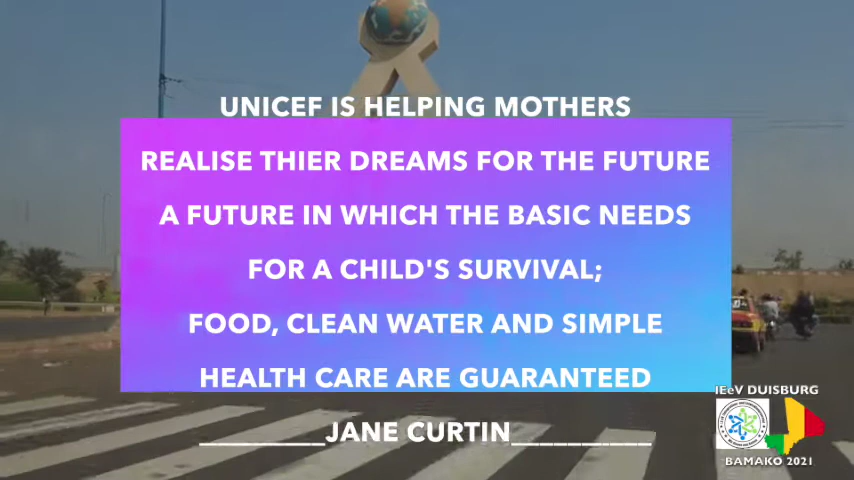 UNICEF IS HELPING MOTHERS
REALISE THIER DREAMS FOR THE FUTURE
A FUTURE IN WHICH THE BASIC NEEDS
FOR A CHILD'S SURVIVAL;
FOOD, CLEAN WATER AND SIMPLE
HEALTH CARE ARE GUARANTEED
_________JANE CURTIN__________
IEeV DUISBURG
BAMAKO 2021